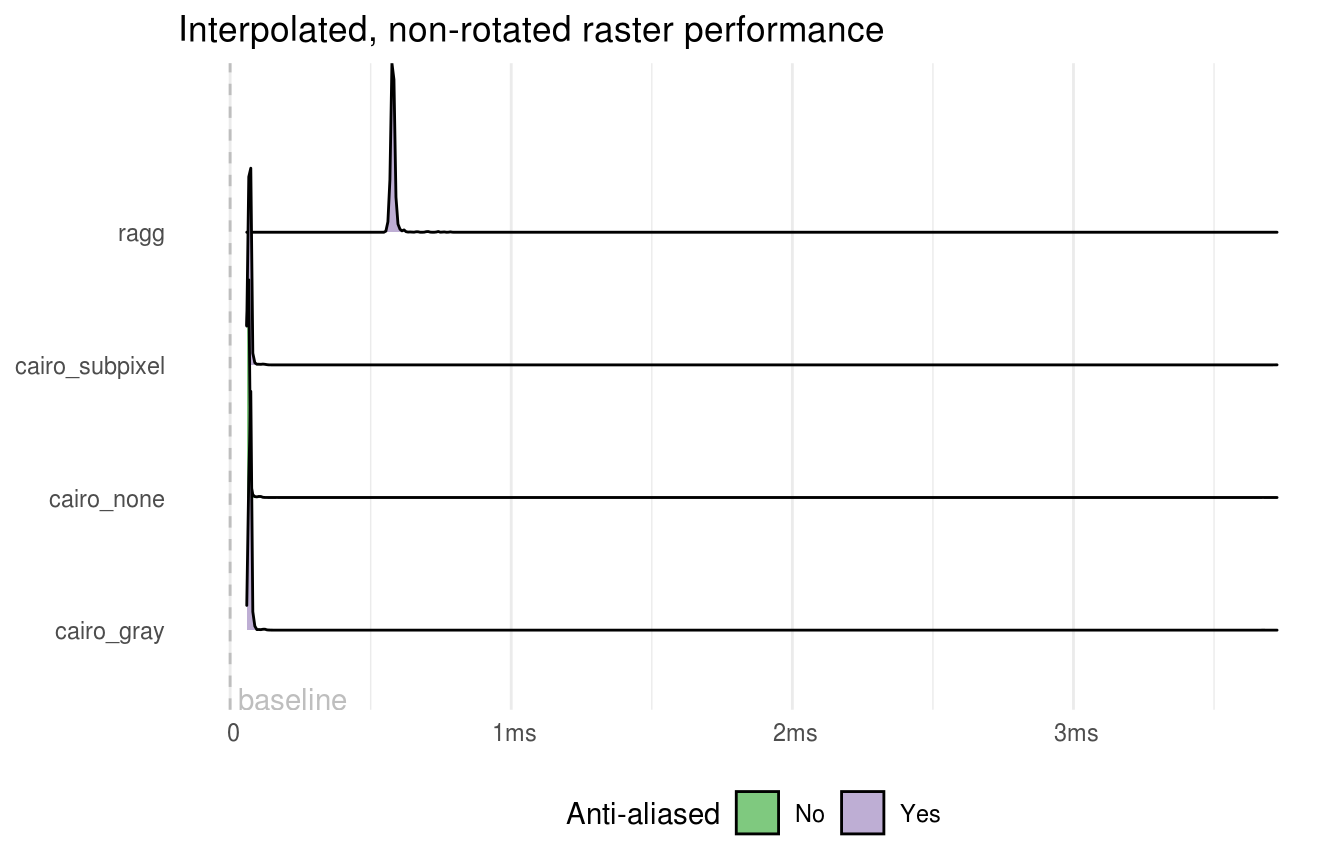 Interpolated, non-rotated raster performance
ragg
cairo_subpixel
cairo_none
cairo_gray
baseline
0 1ms 2ms 3ms
Anti-aliased No Yes